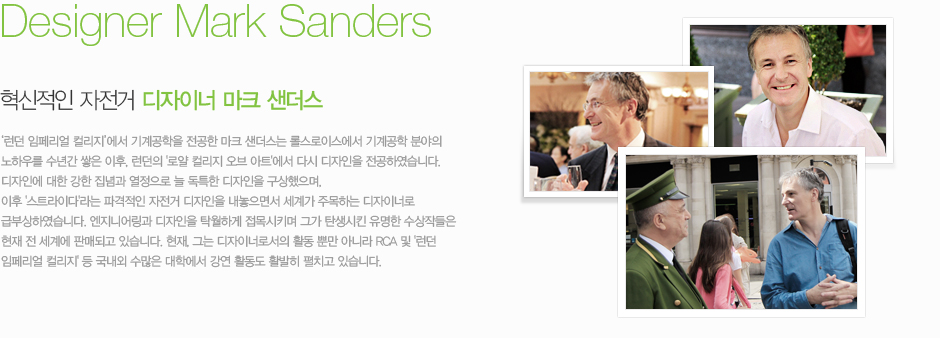 Designer Mark Sanders
혁신적인 자전거 디자이너 마크 샌더스
'런던 임페리얼 컬리지'에서 기계공학을 전공한 마크 샌더스는 롤스로이스에서 기계공학 분야의
노하우를 수년간 쌓은 이후, 런던의 '로얄 컬리지 오브 아트'에서 다시 디자인을 전공하였습니다.
디자인에 대한 강한 집념과 열정으로 늘 독특한 디자인을 구상했으며,
이후 '스트라이다'라는 파격적인 자전거 디자인을 내놓으면서 세계가 주목하는 디자이너로
급부상하였습니다. 엔지니어링과 디자인을 탁월하게 접목시키며 그가 탄생시킨 유명한 수상작들은
현재 전 세계에 판매되고 있습니다. 현재, 그는 디자이너로서의 활동 뿐만 아니라 RCA 및 '런던
임페리얼 컬리지' 등 국내외 수많은 대학에서 강연 활동도 활발히 펼치고 있습니다.